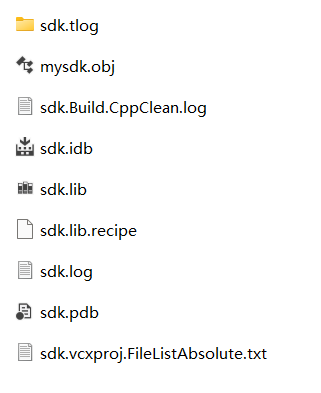 sdk.tlog
mysdk.obj
sdk.Build.CppClean.log
sdk.idb
sdk.lib
sdk.lib.recipe
sdk.log
sdk.pdb
sdk.vcxproj.FileListAbsolute.txt